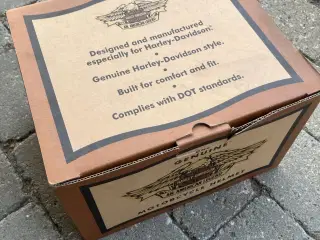 Designed and manufactured
especially for Harley-Davidson.
•
Genuine Harley-Davidson style.
•
Built for comfort and fit.
•
Complies with DOT standards.
GENUINE
MOTORCYCLE HELMET